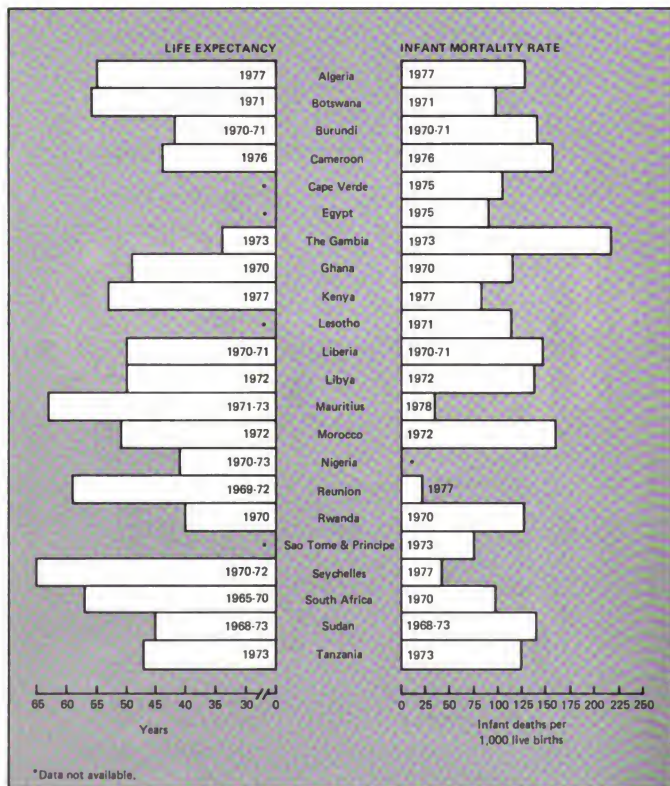 LIFE EXPECTANCY INFANT MORTALITY RATE
1977 Algeria 1977
1971 Botswana 1971
1970-71 Burundi 1970-71
1976 Cameroon 1976
* Cape Verde 1975
* Egypt 1975
1973 The Gambia 1973
1970 Ghana 1970
1977 Kenya 1977
* Lesotho 1971
1970-71 Liberia 1970-71
1972 Libya 1972
1971-73 Mauritius 1978
1972 Morocco 1972
1970-73 Nigeria *
1969-72 Reunion 1977
1970 Rwanda 1970
* Sao Tome & Principe 1973
1970-72 Seychelles 1977
1965-70 South Africa 1970
1968-73 Sudan 1968-73
1973 Tanzania 1973
65 55 50 45 40 35 30 0 0 25 50 75 100 125 150 175 200 225 250
Years Infant deaths per
1,000 live births
*Data not available.